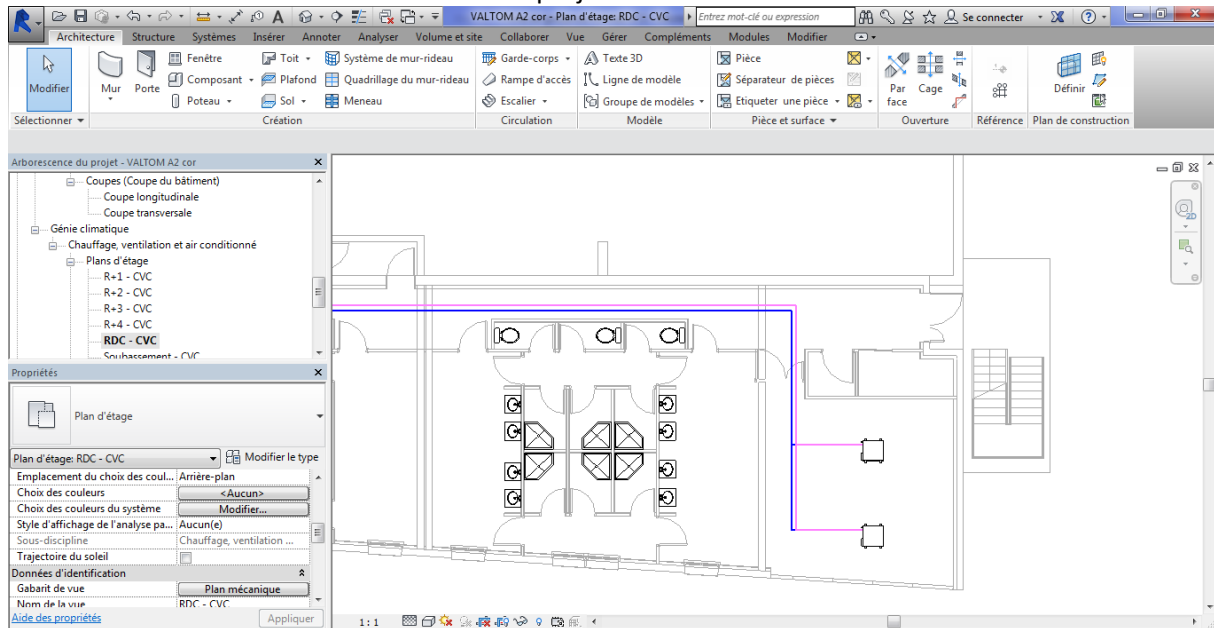 projet
VALTOM A2 cor - Plan d'étage: RDC - CVC
Entrez mot-clé ou expression
Se connecter
Architecture Structure Systèmes Insérer Annoter Analyser Volume et site Collaborer Vue Gérer Compléments Modules Modifier
Modifier
Mur
Porte
Fenêtre
Composant
Poteau
Toit
Plafond
Sol
Système de mur-rideau
Quadrillage du mur-rideau
Meneau
Garde-corps
Rampe d'accès
Escalier
Texte 3D
Ligne de modèle
Groupe de modèles
Pièce
Séparateur de pièces
Etiqueter une pièce
Par face
Cage
Définir
Sélectionner Création Circulation Modèle Pièce et surface Ouverture Référence Plan de construction
Arborescence du projet - VALTOM A2 cor
Coupes (Coupe du bâtiment)
Coupe longitudinale
Coupe transversale
Génie climatique
Chauffage, ventilation et air conditionné
Plans d'étage
R+1 - CVC
R+2 - CVC
R+3 - CVC
R+4 - CVC
RDC - CVC
Soubassement - CVC
Propriétés
Plan d'étage
Plan d'étage: RDC - CVC Modifier le type
Emplacement du choix des coul... Arrière-plan
Choix des couleurs <Aucun>
Choix des couleurs du système Modifier...
Style d'affichage de l'analyse pa... Aucun(e)
Sous-discipline Chauffage, ventilation ...
Trajectoire du soleil
Données d'identification
Gabarit de vue Plan mécanique
Nom de la vue RDC - CVC
Aide des propriétés Appliquer
1 : 1
2D